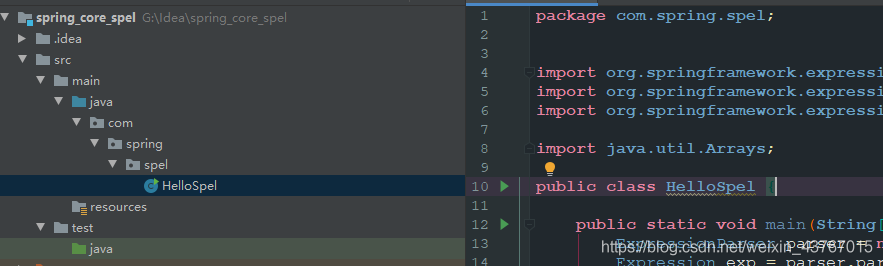 spring_core_spel G:\Idea\spring_core_spel
.idea
src
main
java
com
spring
spel
HelloSpel
resources
test
java
1 package com.spring.spel;
2
3
4 import org.springframework.expressi
5 import org.springframework.expressi
6 import org.springframework.expressi
7
8 import java.util.Arrays;
9
10 public class HelloSpel {
11
12 public static void main(String[
13 ExpressionParser parser = n
14 Expression exp = parser.par
https://blog.csdn.net/weixin_43767015